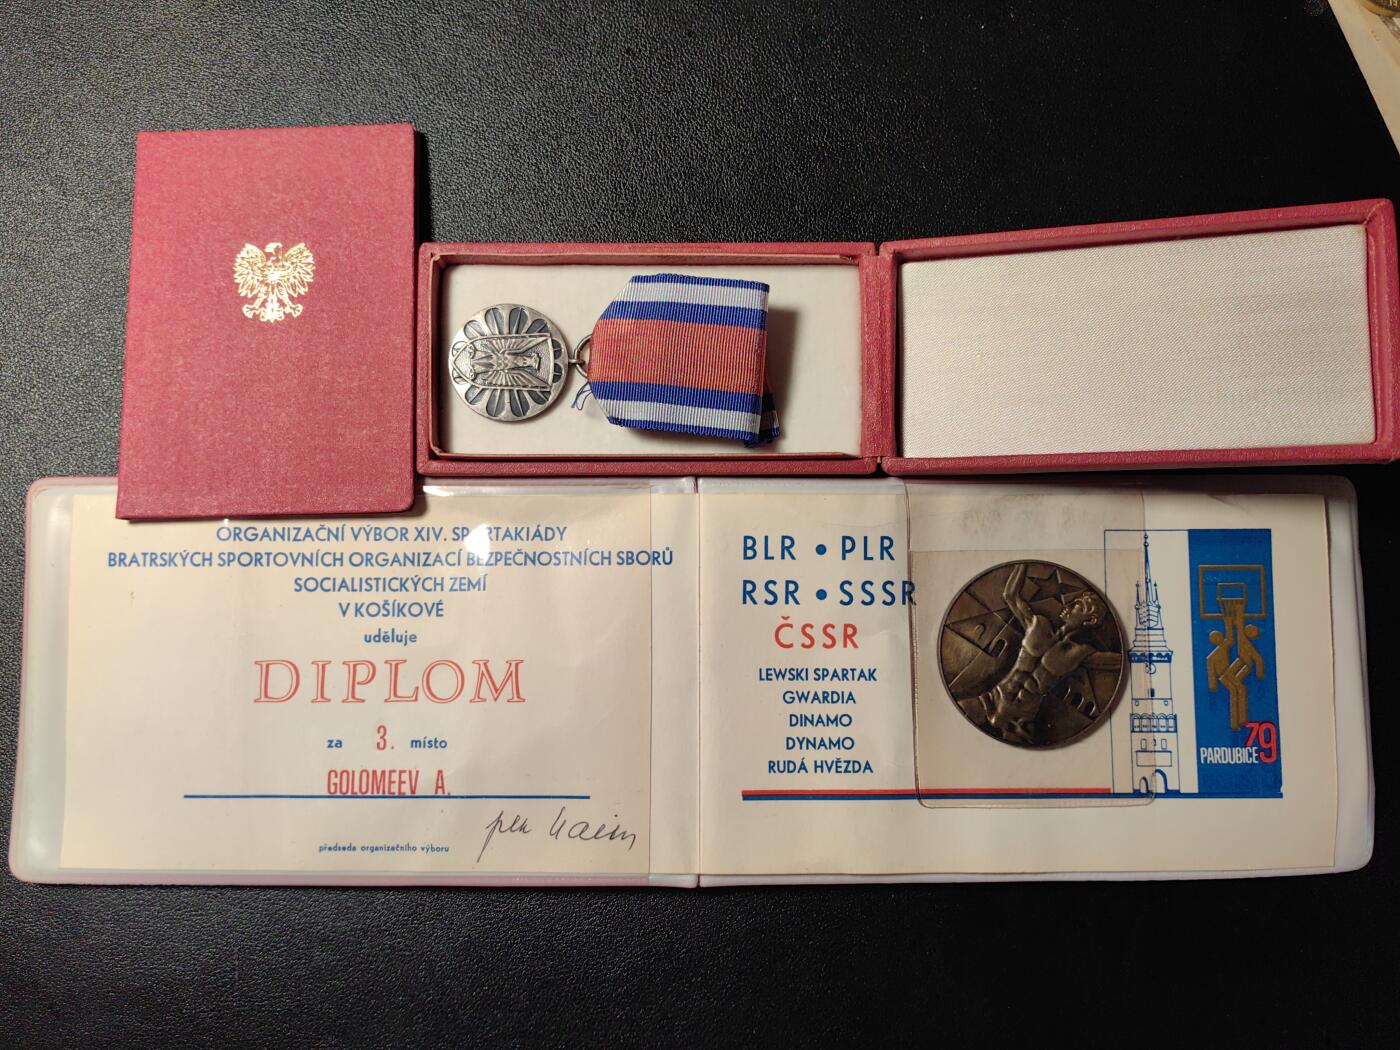 ORGANIZAČNÍ VÝBOR XIV. SPARTAKIÁDY
BRATRSKÝCH SPORTOVNÍCH ORGANIZACÍ BEZPEČNOSTNÍCH SBORŮ
SOCIALISTICKÝCH ZEMÍ
V KOŠÍKOVÉ
uděluje
DIPLOM
za 3. místo
GOLOMEEV A.
předseda organizačního výboru
BLR • PLR
RSR • SSSR
ČSSR
LEWSKI SPARTAK
GWARDIA
DINAMO
DYNAMO
RUDÁ HVĚZDA
PARDUBICE 79